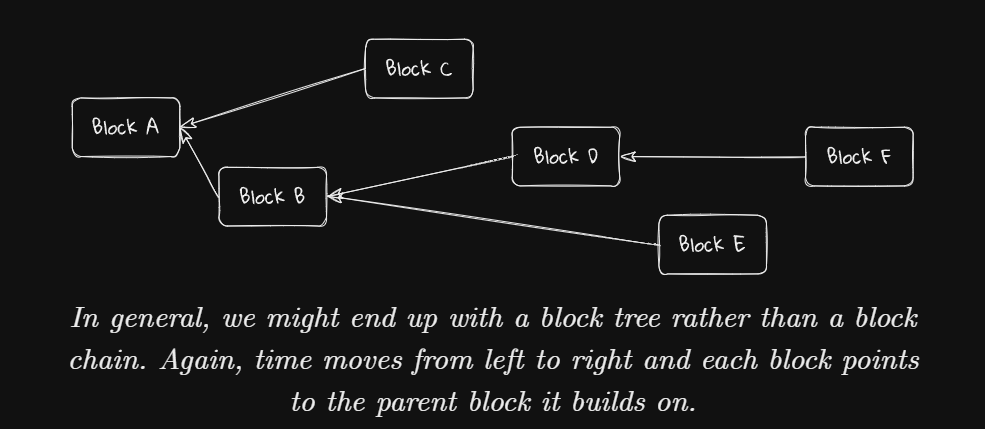 Block C
Block A
Block D
Block F
Block B
Block E
In general, we might end up with a block tree rather than a block
chain. Again, time moves from left to right and each block points
to the parent block it builds on.